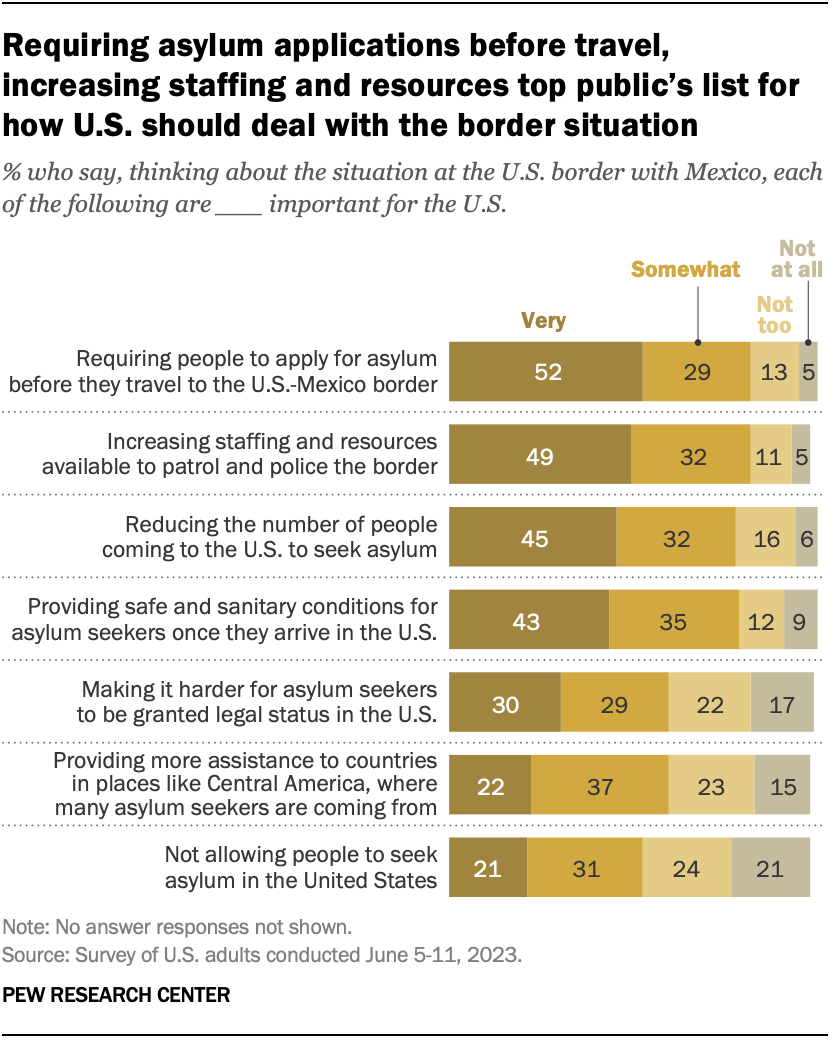 Requiring asylum applications before travel,
increasing staffing and resources top public's list for
how U.S. should deal with the border situation
% who say, thinking about the situation at the U.S. border with Mexico, each
of the following are ___ important for the U.S.
Very
Somewhat
Not too
Not at all
Requiring people to apply for asylum
before they travel to the U.S.-Mexico border
52 29 13 5
Increasing staffing and resources
available to patrol and police the border
49 32 11 5
Reducing the number of people
coming to the U.S. to seek asylum
45 32 16 6
Providing safe and sanitary conditions for
asylum seekers once they arrive in the U.S.
43 35 12 9
Making it harder for asylum seekers
to be granted legal status in the U.S.
30 29 22 17
Providing more assistance to countries
in places like Central America, where
many asylum seekers are coming from
22 37 23 15
Not allowing people to seek
asylum in the United States
21 31 24 21
Note: No answer responses not shown.
Source: Survey of U.S. adults conducted June 5-11, 2023.
PEW RESEARCH CENTER